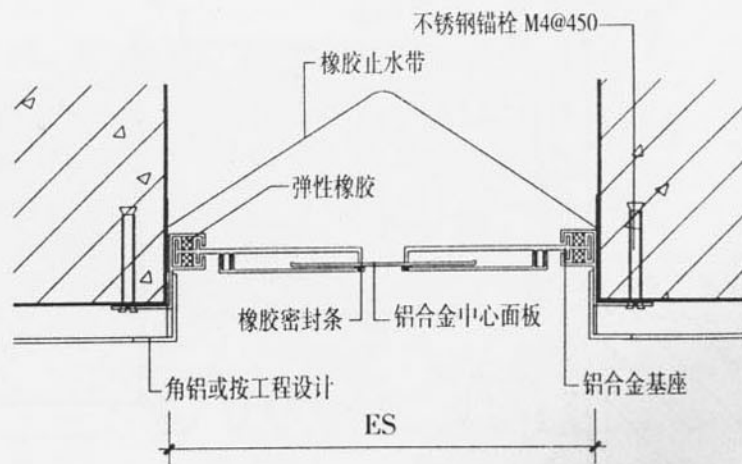 不锈钢锚栓 M4@450
橡胶止水带
弹性橡胶
橡胶密封条
铝合金中心面板
角铝或按工程设计
铝合金基座
ES